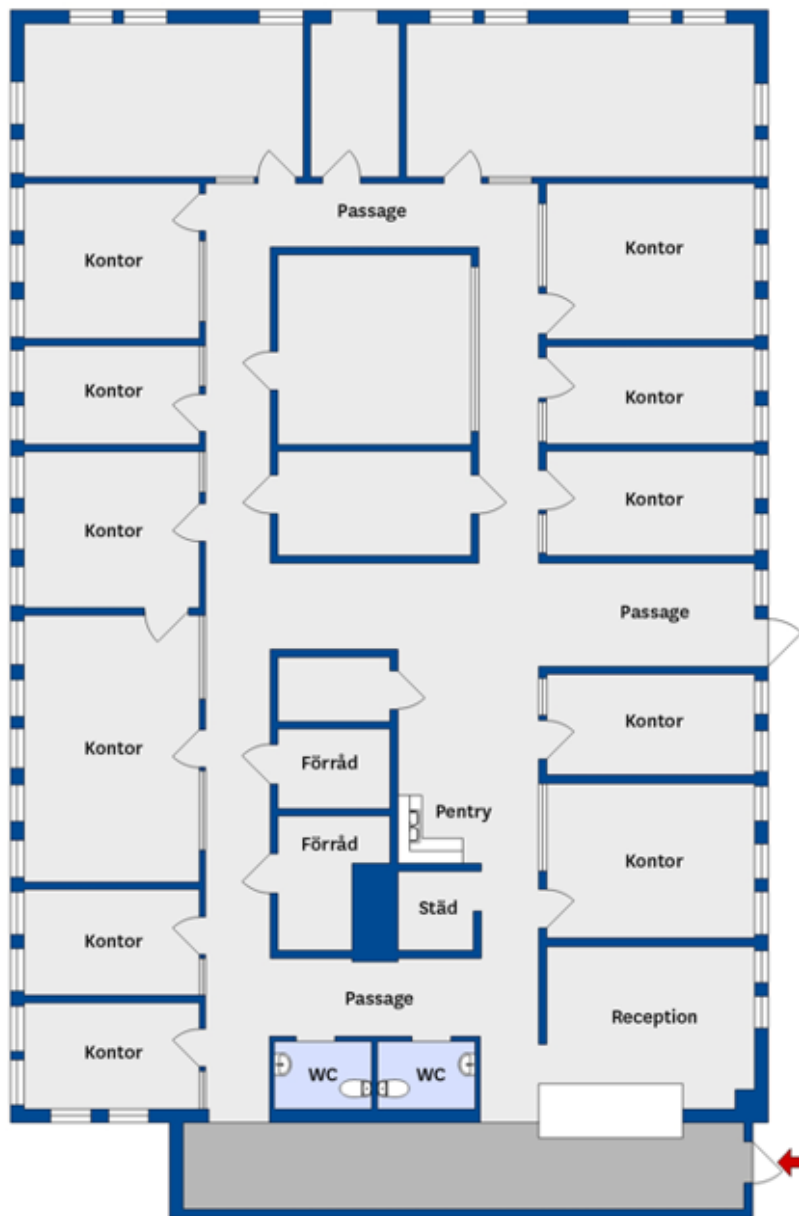 Passage
Kontor
Kontor
Kontor
Kontor
Kontor
Kontor
Passage
Kontor
Kontor
Förråd
Pentry
Förråd
Kontor
Städ
Kontor
Passage
Reception
Kontor
WC
WC